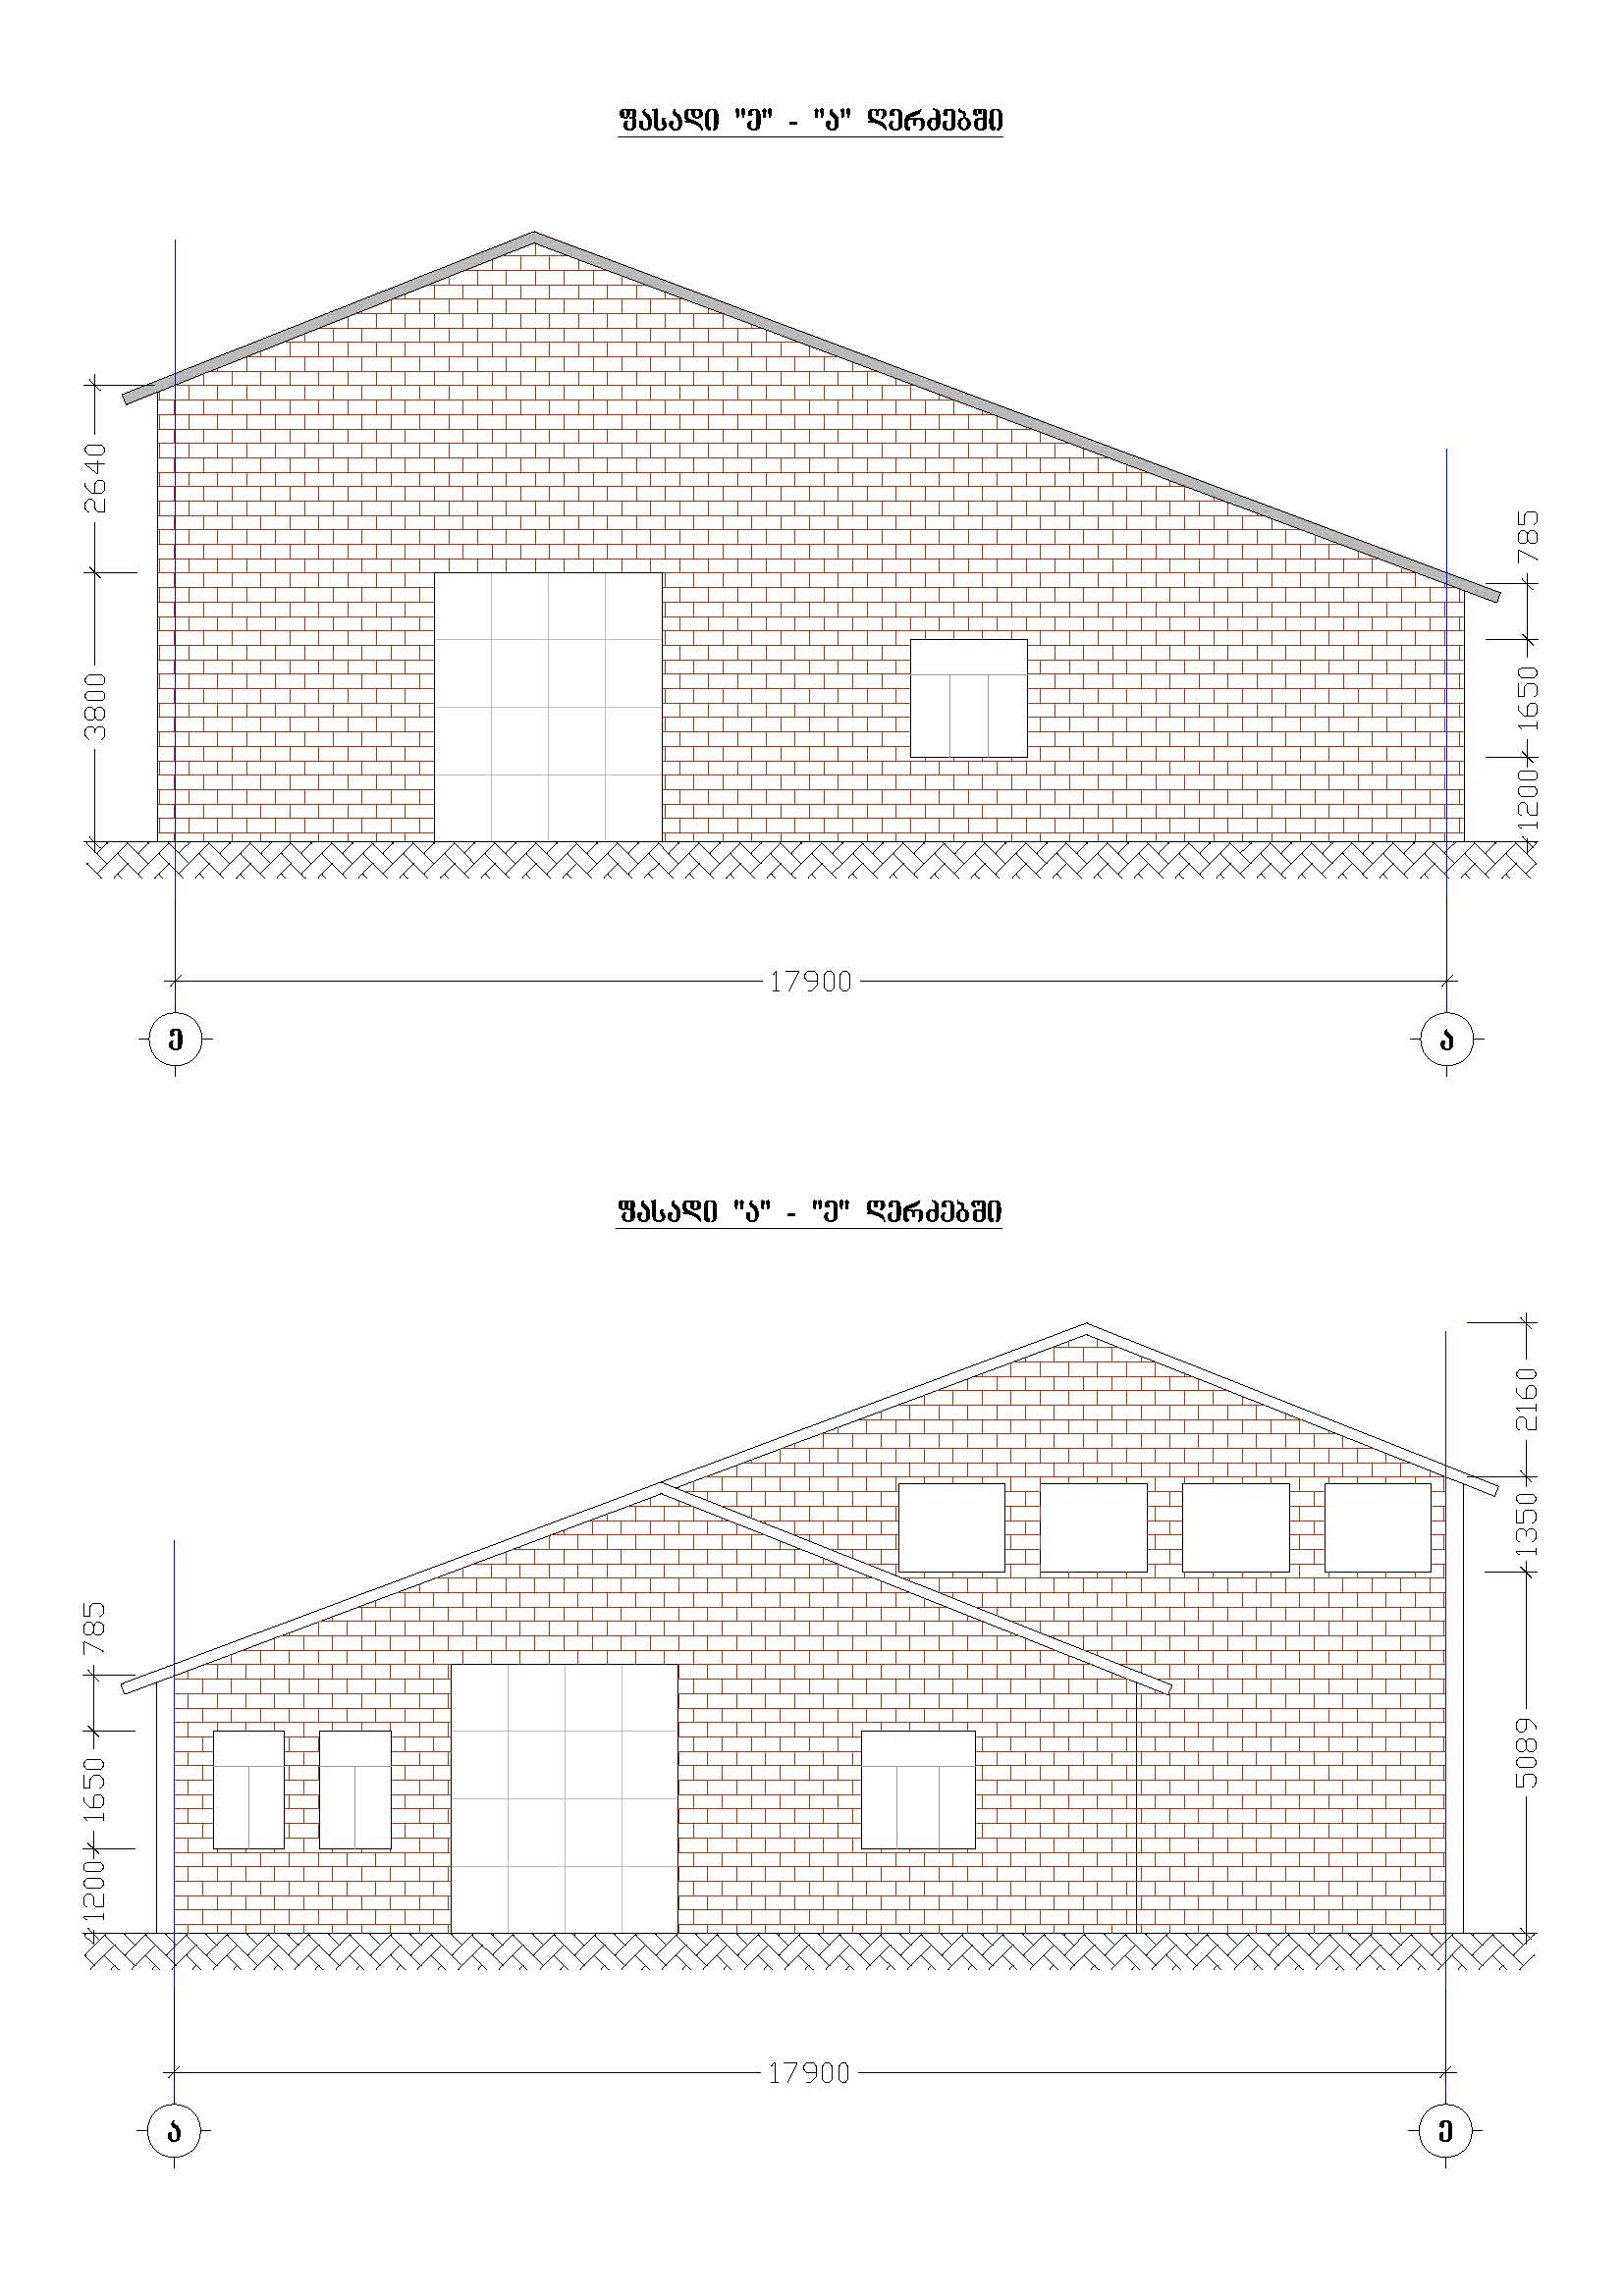 ფასადი "ე" - "ა" ღერძებში
2640
785
3800
1650
1200
17900
ე
ა
ფასადი "ა" - "ე" ღერძებში
2160
1350
785
5089
1650
1200
17900
ა
ე